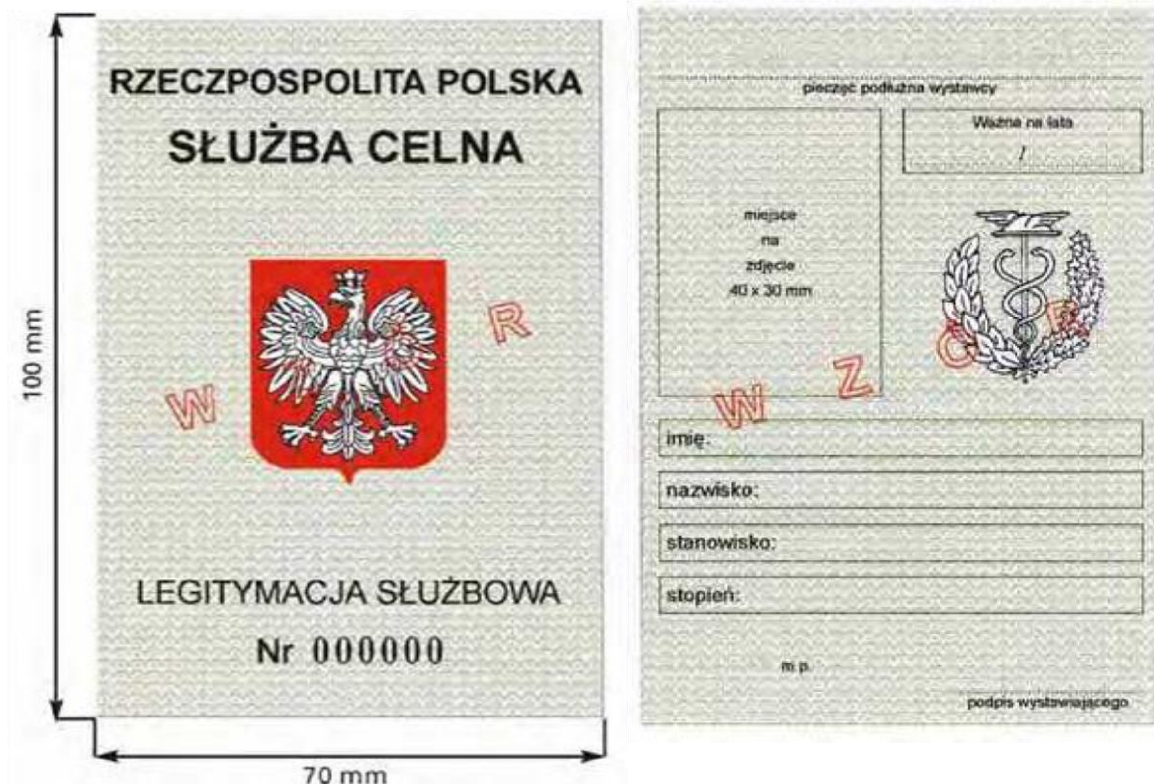 100 mm
RZECZPOSPOLITA POLSKA
SŁUŻBA CELNA
W R
LEGITYMACJA SŁUŻBOWA
Nr 000000
70 mm
pieczęć podłużna wystawcy
Ważna na lata
/
miejsce
na
zdjęcie
40 x 30 mm
W Z Ó R
imię:
nazwisko:
stanowisko:
stopień:
m.p.
podpis wystawiającego